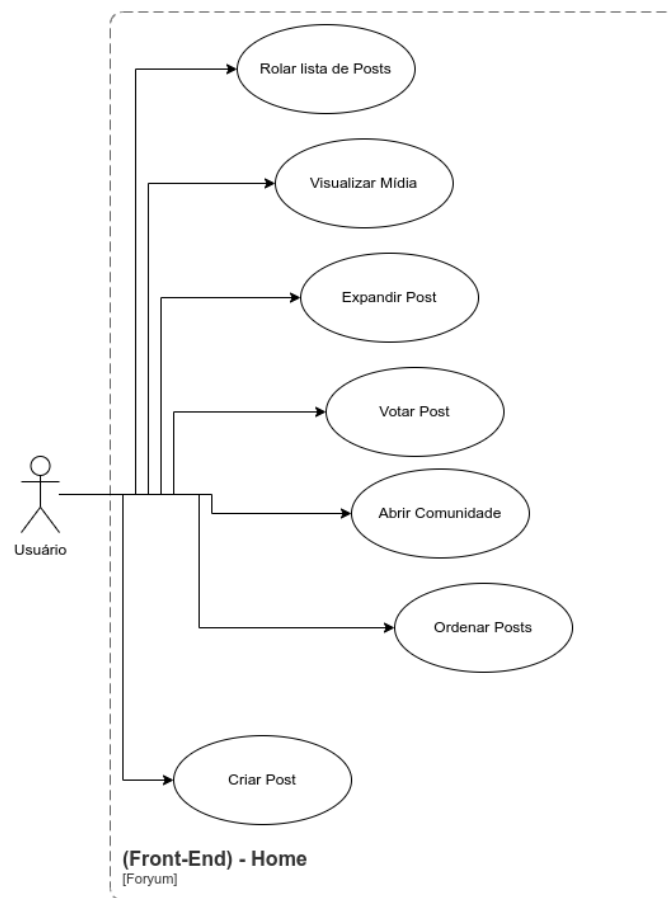 Rolar lista de Posts
Visualizar Mídia
Expandir Post
Votar Post
Abrir Comunidade
Usuário
Ordenar Posts
Criar Post
(Front-End) - Home
[Foryum]